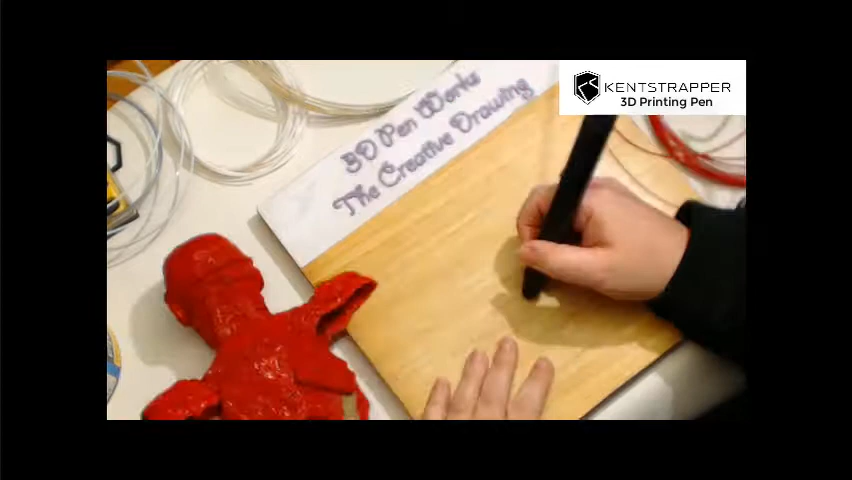 KENTSTRAPPER
3D Printing Pen
3D Pen Works
The Creative Drawing